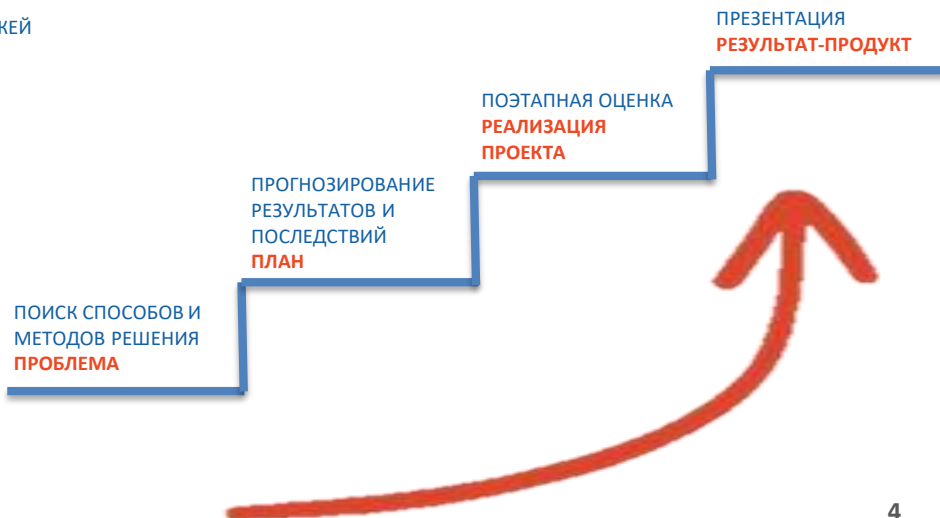 ЖЕЙ
ПРЕЗЕНТАЦИЯ
РЕЗУЛЬТАТ-ПРОДУКТ
ПОЭТАПНАЯ ОЦЕНКА
РЕАЛИЗАЦИЯ
ПРОЕКТА
ПРОГНОЗИРОВАНИЕ
РЕЗУЛЬТАТОВ И
ПОСЛЕДСТВИЙ
ПЛАН
ПОИСК СПОСОБОВ И
МЕТОДОВ РЕШЕНИЯ
ПРОБЛЕМА
4